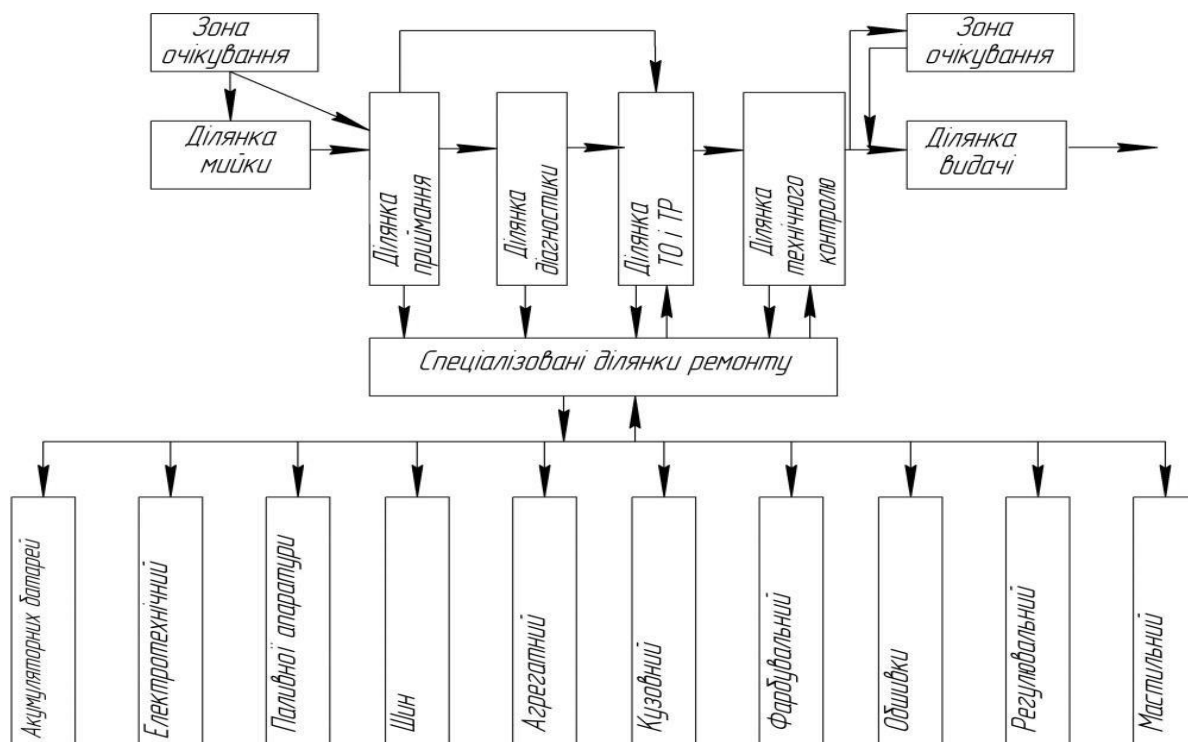 Зона
очікування
Зона
очікування
Ділянка
мийки
Ділянка
приймання
Ділянка
діагностики
Ділянка
ТО і ТР
Ділянка
технічного
контролю
Ділянка
видачі
Спеціалізовані ділянки ремонту
Акумуляторних батарей
Електротехнічний
Паливної апаратури
Шин
Агрегатний
Кузовний
Фарбувальний
Обшивки
Регулювальний
Мастильний